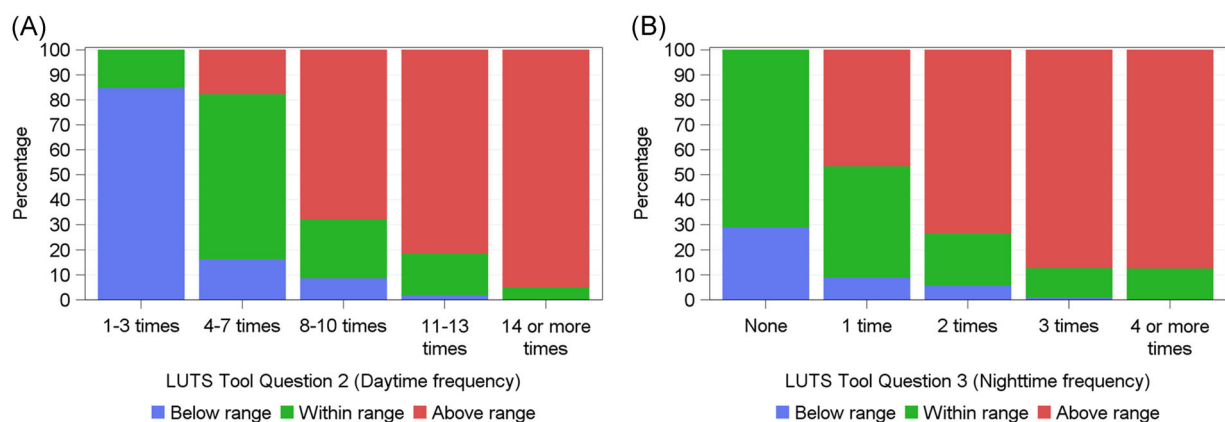 (A)
Percentage
100
90
80
70
60
50
40
30
20
10
0
1-3 times
4-7 times
8-10 times
11-13
times
14 or more
times
LUTS Tool Question 2 (Daytime frequency)
Below range Within range Above range
(B)
Percentage
100
90
80
70
60
50
40
30
20
10
0
None
1 time
2 times
3 times
4 or more
times
LUTS Tool Question 3 (Nighttime frequency)
Below range Within range Above range